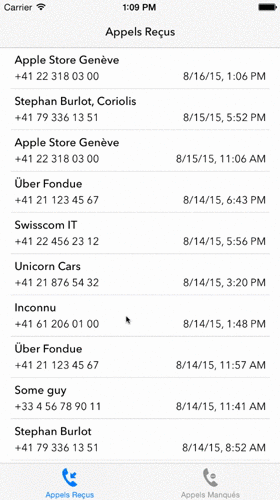 Carrier 1:09 PM
Appels Reçus
Apple Store Genève
+41 22 318 03 00 8/16/15, 1:06 PM
Stephan Burlot, Coriolis
+41 79 336 13 51 8/15/15, 5:52 PM
Apple Store Genève
+41 22 318 03 00 8/15/15, 11:06 AM
Über Fondue
+41 21 123 45 67 8/14/15, 6:43 PM
Swisscom IT
+41 22 456 23 12 8/14/15, 5:56 PM
Unicorn Cars
+41 21 876 54 32 8/14/15, 3:20 PM
Inconnu
+41 61 206 01 00 8/14/15, 1:48 PM
Über Fondue
+41 21 123 45 67 8/14/15, 11:57 AM
Some guy
+33 4 56 78 90 11 8/14/15, 11:41 AM
Stephan Burlot
+41 79 336 13 51 8/14/15, 8:52 AM
Appels Reçus Appels Manqués